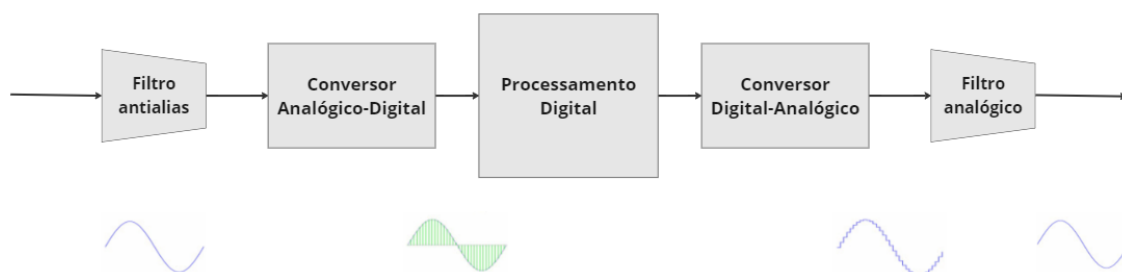 Filtro
antialias
Conversor
Analógico-Digital
Processamento
Digital
Conversor
Digital-Analógico
Filtro
analógico